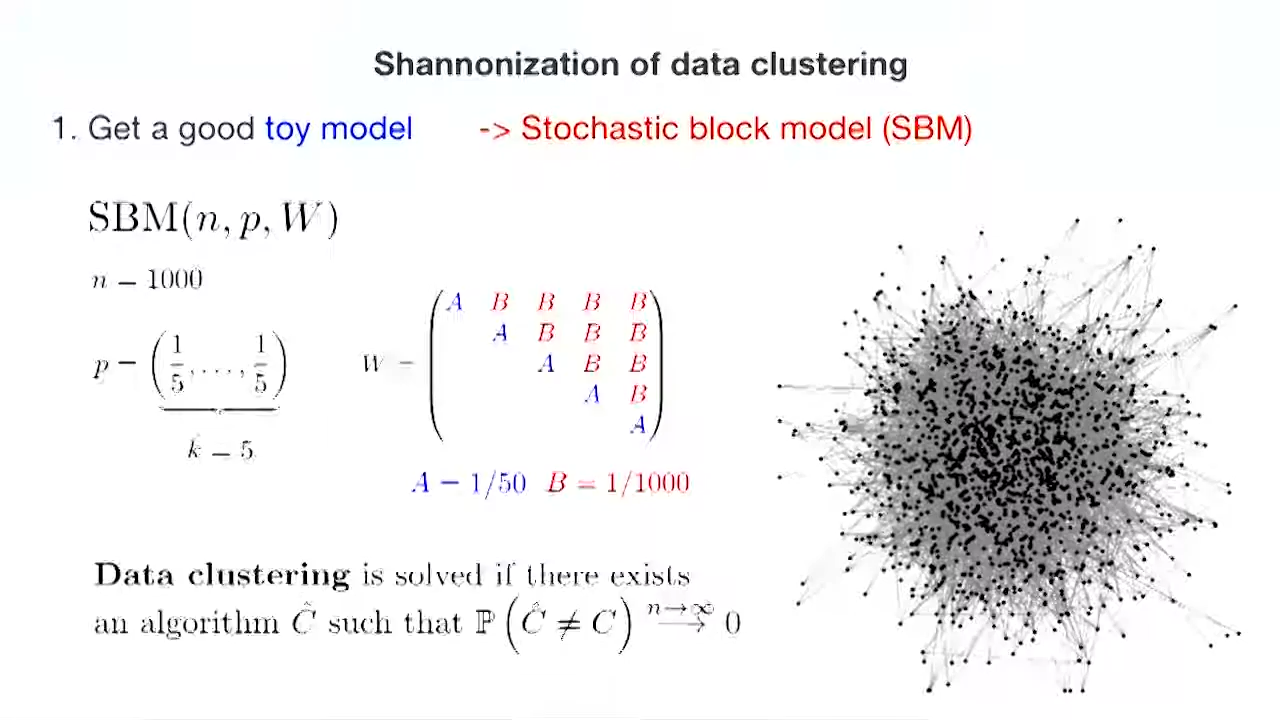 Shannonization of data clustering
1. Get a good toy model -> Stochastic block model (SBM)
SBM(n, p, W)
n = 1000
p = (1/5, . . . , 1/5)
k = 5
W = (A B B B B
A B B B
A B B
A B
A)
A = 1/50 B = 1/1000
Data clustering is solved if there exists
an algorithm Ĉ such that ℙ(Ĉ ≠ C) n→∞ → 0